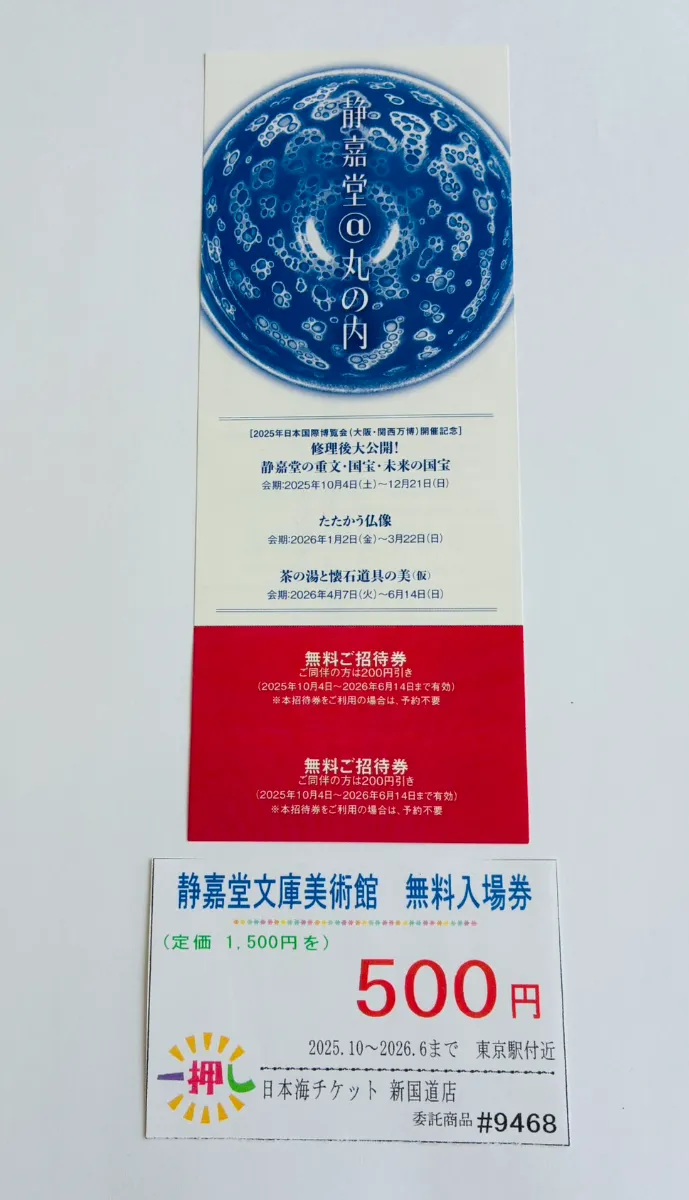 静嘉堂@丸の内
[2025年日本国際博覧会(大阪・関西万博)開催記念]
修理後大公開!
静嘉堂の重文・国宝・未来の国宝
会期:2025年10月4日(土)〜12月21日(日)
たたかう仏像
会期:2026年1月2日(金)〜3月22日(日)
茶の湯と懐石道具の美(仮)
会期:2026年4月7日(火)〜6月14日(日)
無料ご招待券
ご同伴の方は200円引き
(2025年10月4日〜2026年6月14日まで有効)
※本招待券をご利用の場合は、予約不要
無料ご招待券
ご同伴の方は200円引き
(2025年10月4日〜2026年6月14日まで有効)
※本招待券をご利用の場合は、予約不要
静嘉堂文庫美術館 無料入場券
(定価 1,500円を)
500円
2025.10〜2026.6まで 東京駅付近
一押し
日本海チケット 新国道店
委託商品 #9468